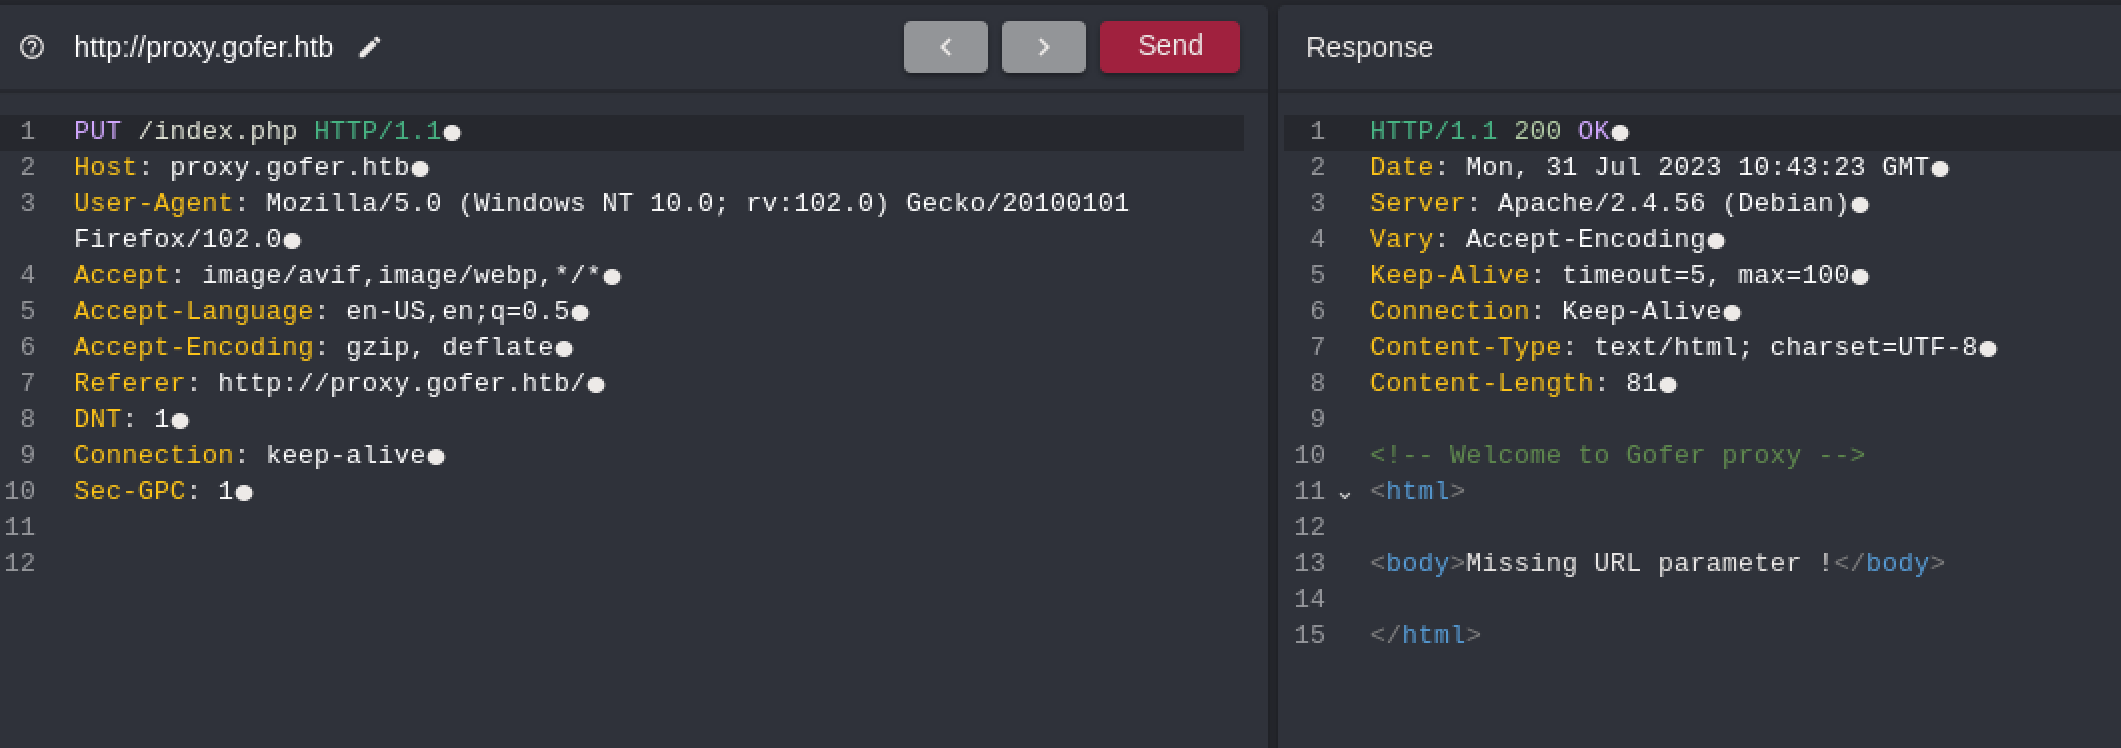 http://proxy.gofer.htb
Send
Response
1 PUT /index.php HTTP/1.1
2 Host: proxy.gofer.htb
3 User-Agent: Mozilla/5.0 (Windows NT 10.0; rv:102.0) Gecko/20100101
Firefox/102.0
4 Accept: image/avif,image/webp,*/*
5 Accept-Language: en-US,en;q=0.5
6 Accept-Encoding: gzip, deflate
7 Referer: http://proxy.gofer.htb/
8 DNT: 1
9 Connection: keep-alive
10 Sec-GPC: 1
11
12
1 HTTP/1.1 200 OK
2 Date: Mon, 31 Jul 2023 10:43:23 GMT
3 Server: Apache/2.4.56 (Debian)
4 Vary: Accept-Encoding
5 Keep-Alive: timeout=5, max=100
6 Connection: Keep-Alive
7 Content-Type: text/html; charset=UTF-8
8 Content-Length: 81
9
10 <!-- Welcome to Gofer proxy -->
11 <html>
12
13 <body>Missing URL parameter !</body>
14
15 </html>